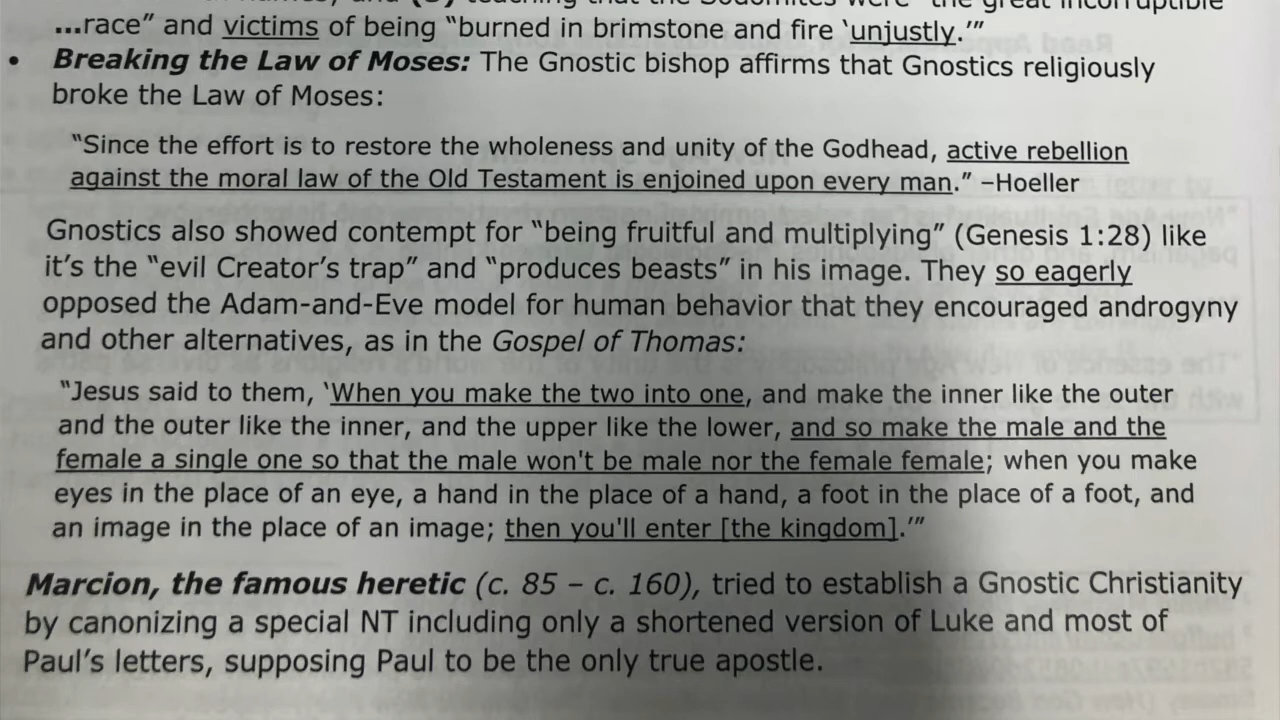 teaching that the Sodomites were "the great incorruptible
...race" and victims of being "burned in brimstone and fire 'unjustly.'"
• Breaking the Law of Moses: The Gnostic bishop affirms that Gnostics religiously
broke the Law of Moses:
"Since the effort is to restore the wholeness and unity of the Godhead, active rebellion
against the moral law of the Old Testament is enjoined upon every man." –Hoeller
Gnostics also showed contempt for "being fruitful and multiplying" (Genesis 1:28) like
it's the "evil Creator's trap" and "produces beasts" in his image. They so eagerly
opposed the Adam-and-Eve model for human behavior that they encouraged androgyny
and other alternatives, as in the Gospel of Thomas:
"Jesus said to them, 'When you make the two into one, and make the inner like the outer
and the outer like the inner, and the upper like the lower, and so make the male and the
female a single one so that the male won't be male nor the female female; when you make
eyes in the place of an eye, a hand in the place of a hand, a foot in the place of a foot, and
an image in the place of an image; then you'll enter [the kingdom].'"
Marcion, the famous heretic (c. 85 – c. 160), tried to establish a Gnostic Christianity
by canonizing a special NT including only a shortened version of Luke and most of
Paul's letters, supposing Paul to be the only true apostle.